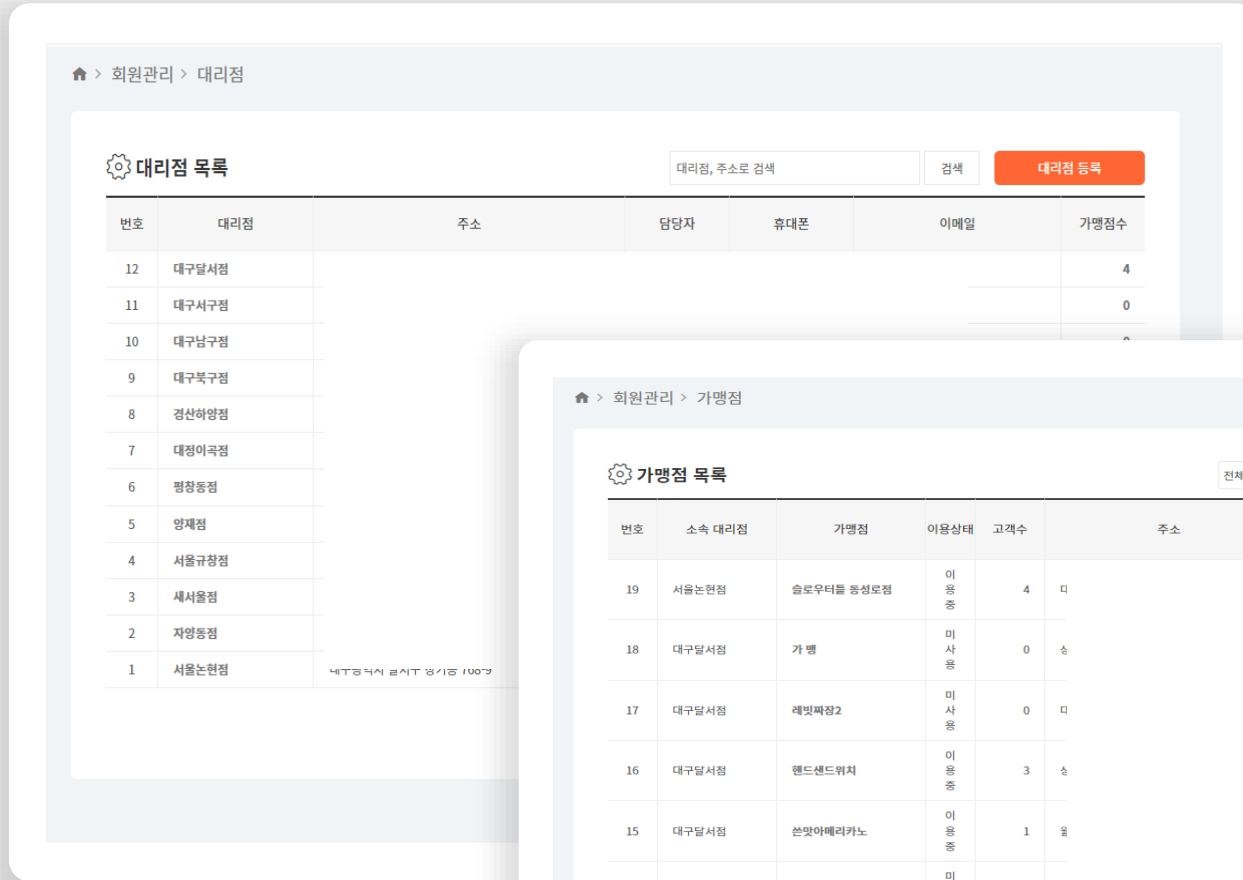 회원관리 > 대리점
대리점 목록
대리점, 주소로 검색 검색 대리점 등록
번호 대리점 주소 담당자 휴대폰 이메일 가맹점수
12 대구달서점 4
11 대구서구점 0
10 대구남구점
9 대구북구점
8 경산하양점
7 대정이곡점
6 평창동점
5 양재점
4 서울규창점
3 새서울점
2 자양동점
1 서울논현점
회원관리 > 가맹점
가맹점 목록
전체
번호 소속 대리점 가맹점 이용상태 고객수 주소
19 서울논현점 슬로우터틀 동성로점 이용중 4
18 대구달서점 가 맹 미사용 0
17 대구달서점 레빗짜장2 미사용 0
16 대구달서점 핸드샌드위치 이용중 3
15 대구달서점 쓴맛아메리카노 이용중 1
미